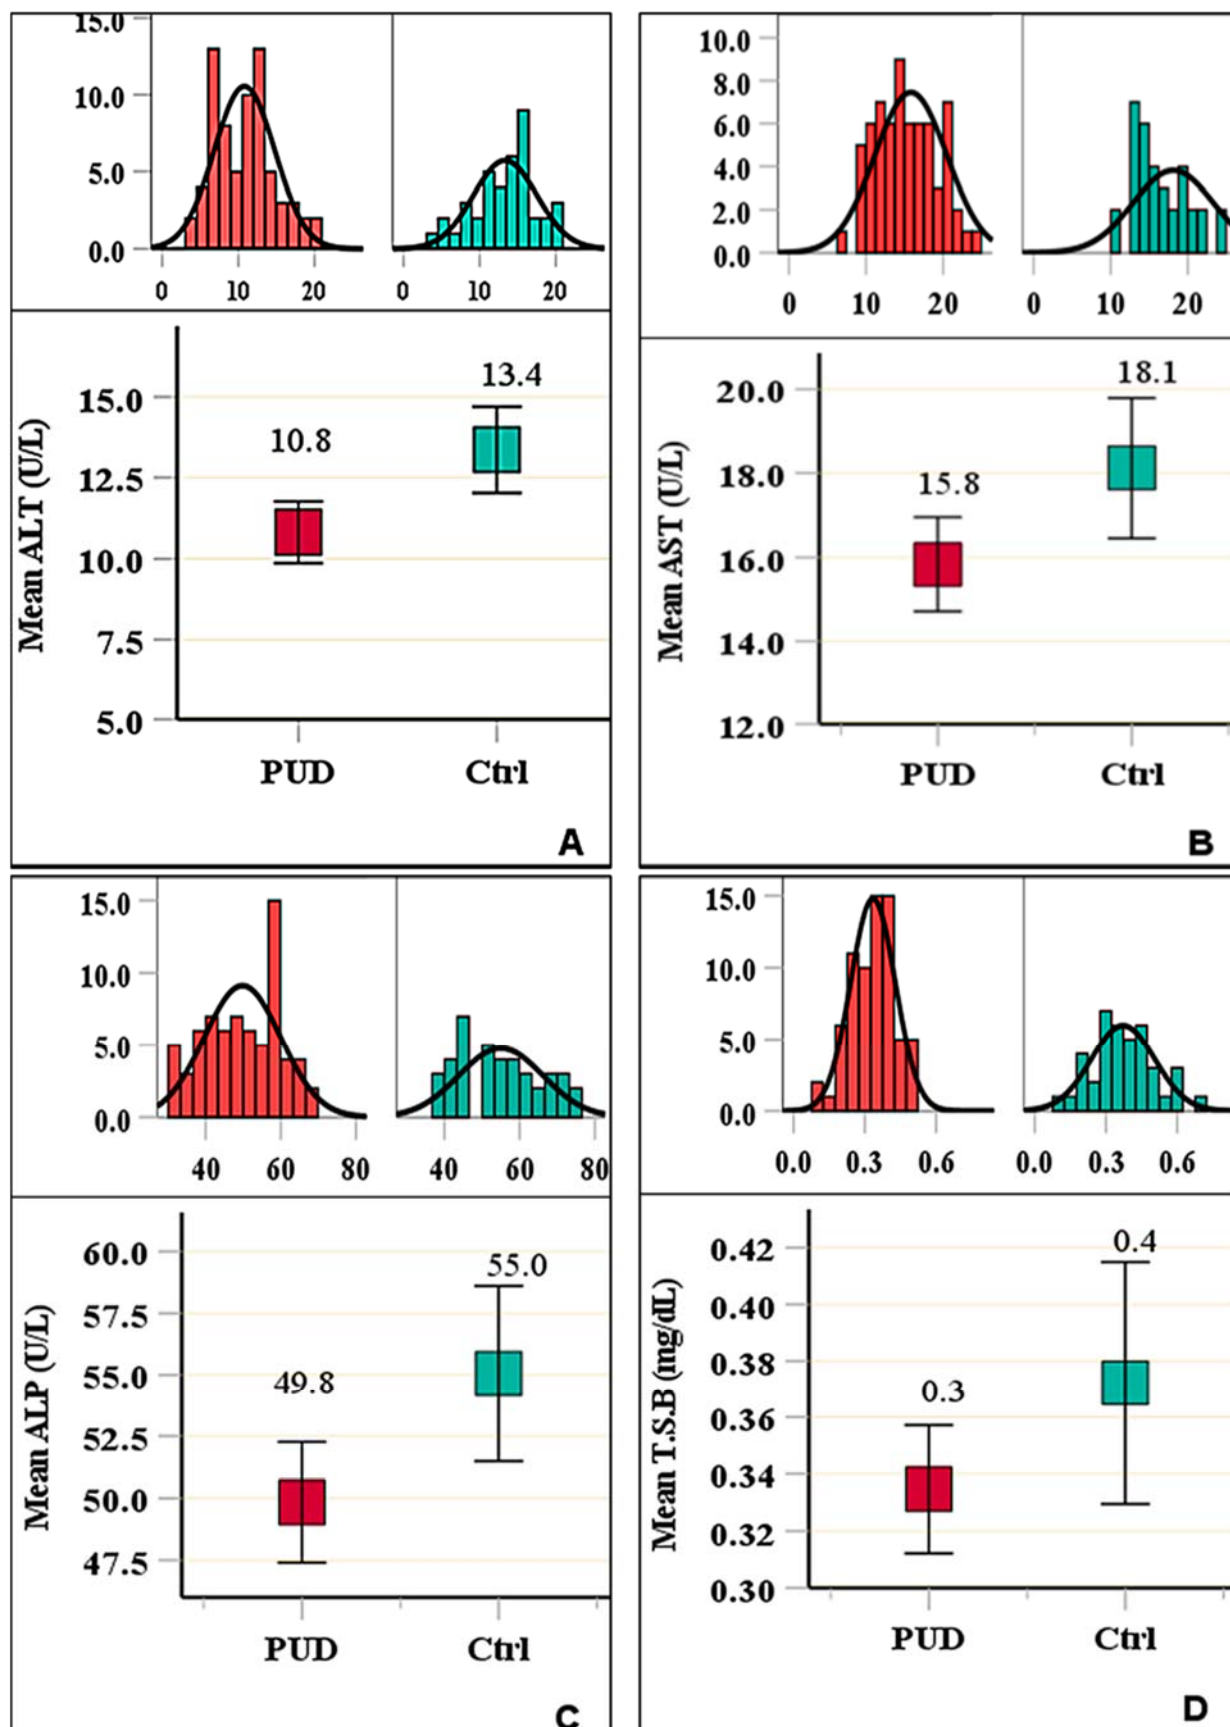 15.0
10.0
5.0
0.0
0 10 20
0 10 20
Mean ALT (U/L)
13.4
15.0
10.8
12.5
10.0
7.5
5.0
PUD Ctrl
A
10.0
8.0
6.0
4.0
2.0
0.0
0 10 20
0 10 20
Mean AST (U/L)
18.1
20.0
18.0
15.8
16.0
14.0
12.0
PUD Ctrl
B
15.0
10.0
5.0
0.0
40 60 80
40 60 80
Mean ALP (U/L)
60.0
55.0
57.5
55.0
49.8
52.5
50.0
47.5
PUD Ctrl
C
15.0
10.0
5.0
0.0
0.0 0.3 0.6
0.0 0.3 0.6
Mean T.S.B (mg/dL)
0.4
0.42
0.40
0.38
0.3
0.36
0.34
0.32
0.30
PUD Ctrl
D